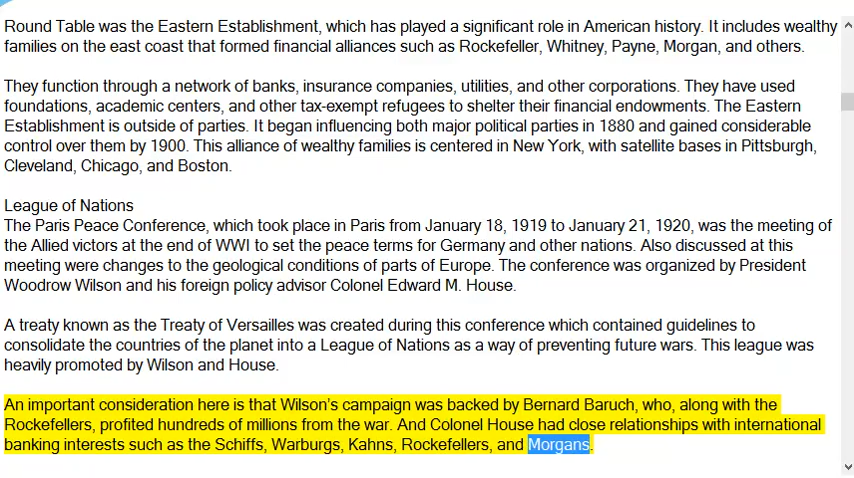 Round Table was the Eastern Establishment, which has played a significant role in American history. It includes wealthy
families on the east coast that formed financial alliances such as Rockefeller, Whitney, Payne, Morgan, and others.
They function through a network of banks, insurance companies, utilities, and other corporations. They have used
foundations, academic centers, and other tax-exempt refugees to shelter their financial endowments. The Eastern
Establishment is outside of parties. It began influencing both major political parties in 1880 and gained considerable
control over them by 1900. This alliance of wealthy families is centered in New York, with satellite bases in Pittsburgh,
Cleveland, Chicago, and Boston.
League of Nations
The Paris Peace Conference, which took place in Paris from January 18, 1919 to January 21, 1920, was the meeting of
the Allied victors at the end of WWI to set the peace terms for Germany and other nations. Also discussed at this
meeting were changes to the geological conditions of parts of Europe. The conference was organized by President
Woodrow Wilson and his foreign policy advisor Colonel Edward M. House.
A treaty known as the Treaty of Versailles was created during this conference which contained guidelines to
consolidate the countries of the planet into a League of Nations as a way of preventing future wars. This league was
heavily promoted by Wilson and House.
An important consideration here is that Wilson's campaign was backed by Bernard Baruch, who, along with the
Rockefellers, profited hundreds of millions from the war. And Colonel House had close relationships with international
banking interests such as the Schiffs, Warburgs, Kahns, Rockefellers, and Morgans.